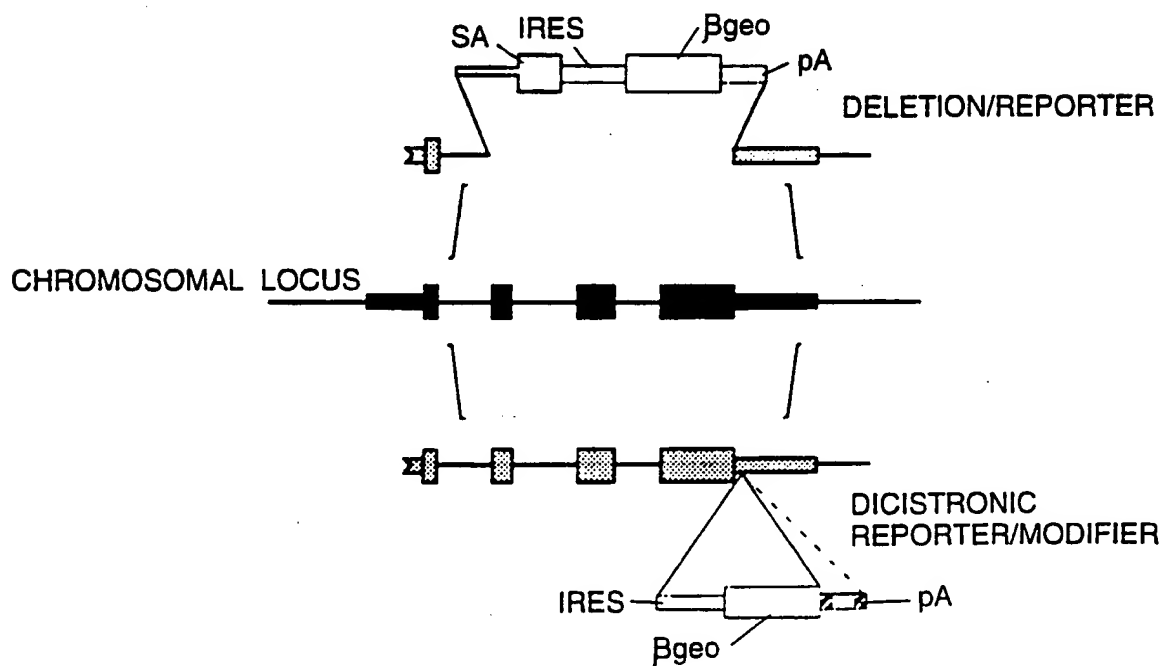 SA IRES βgeo pA
DELETION/REPORTER
CHROMOSOMAL LOCUS
DICISTRONIC
REPORTER/MODIFIER
IRES βgeo pA